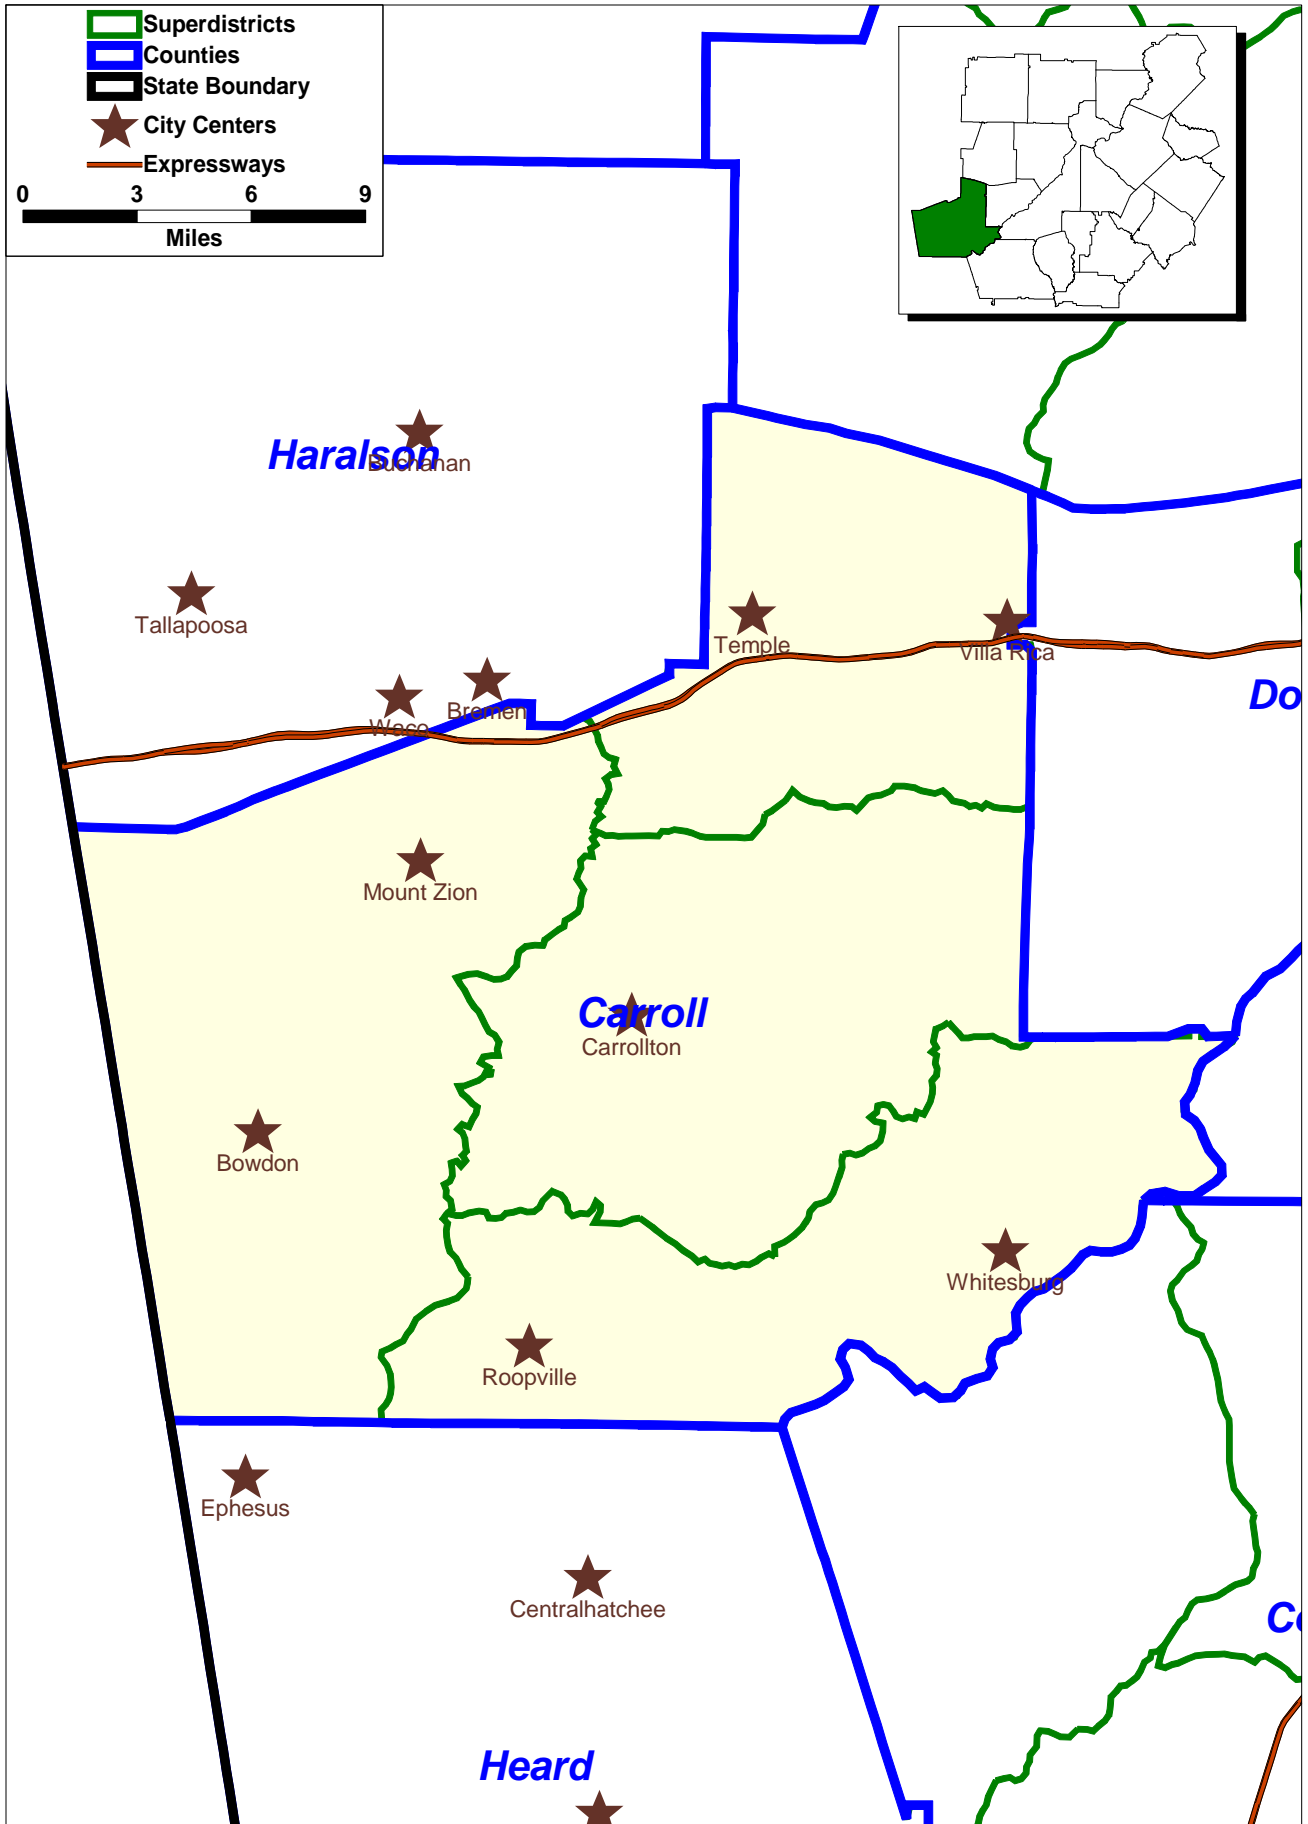 Superdistricts
Counties
State Boundary
City Centers
Expressways
0 3 6 9
Miles
Haralson
Buchanan
Tallapoosa
Temple
Villa Rica
Do
Bremen
Waco
Mount Zion
Carroll
Carrollton
Bowdon
Whitesburg
Roopville
Ephesus
Centralhatchee
Heard